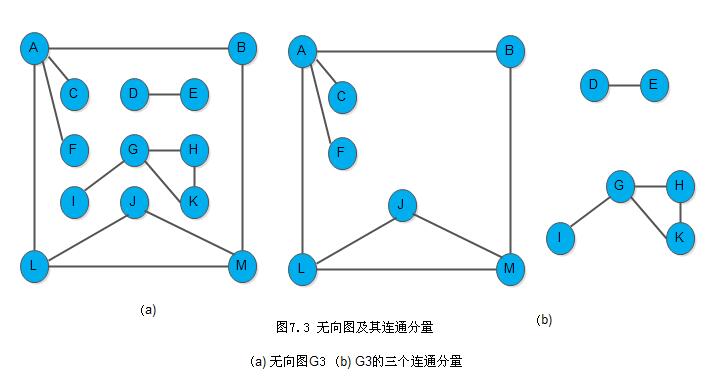 A B A B
C D E C D E
F G H F G H
I J K J I K
L M L M
(a) (b)
图7.3 无向图及其连通分量
(a) 无向图G3 (b) G3的三个连通分量